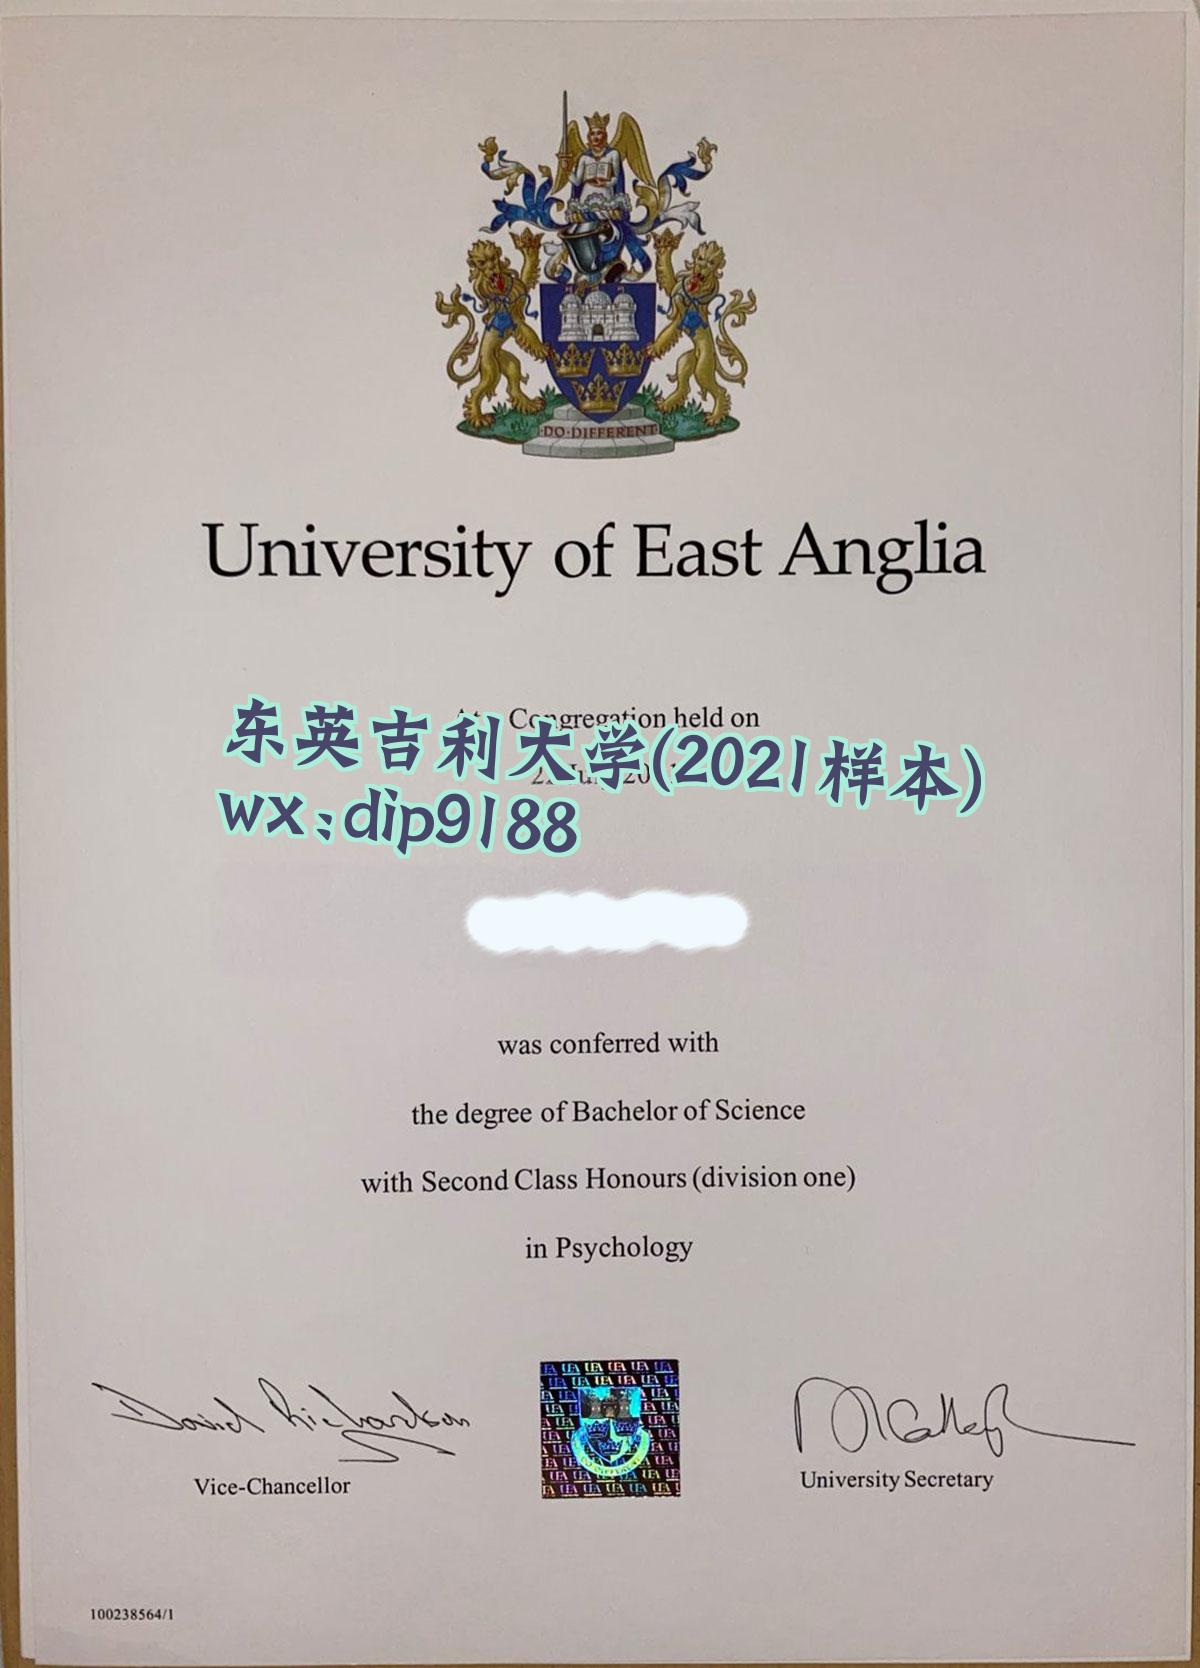 DO·DIFFERENT
University of East Anglia
Congregation held on
东英吉利大学(2021样本)
wx:dip9188
was conferred with
the degree of Bachelor of Science
with Second Class Honours (division one)
in Psychology
David Richardson
Vice-Chancellor
University Secretary
100238564/1